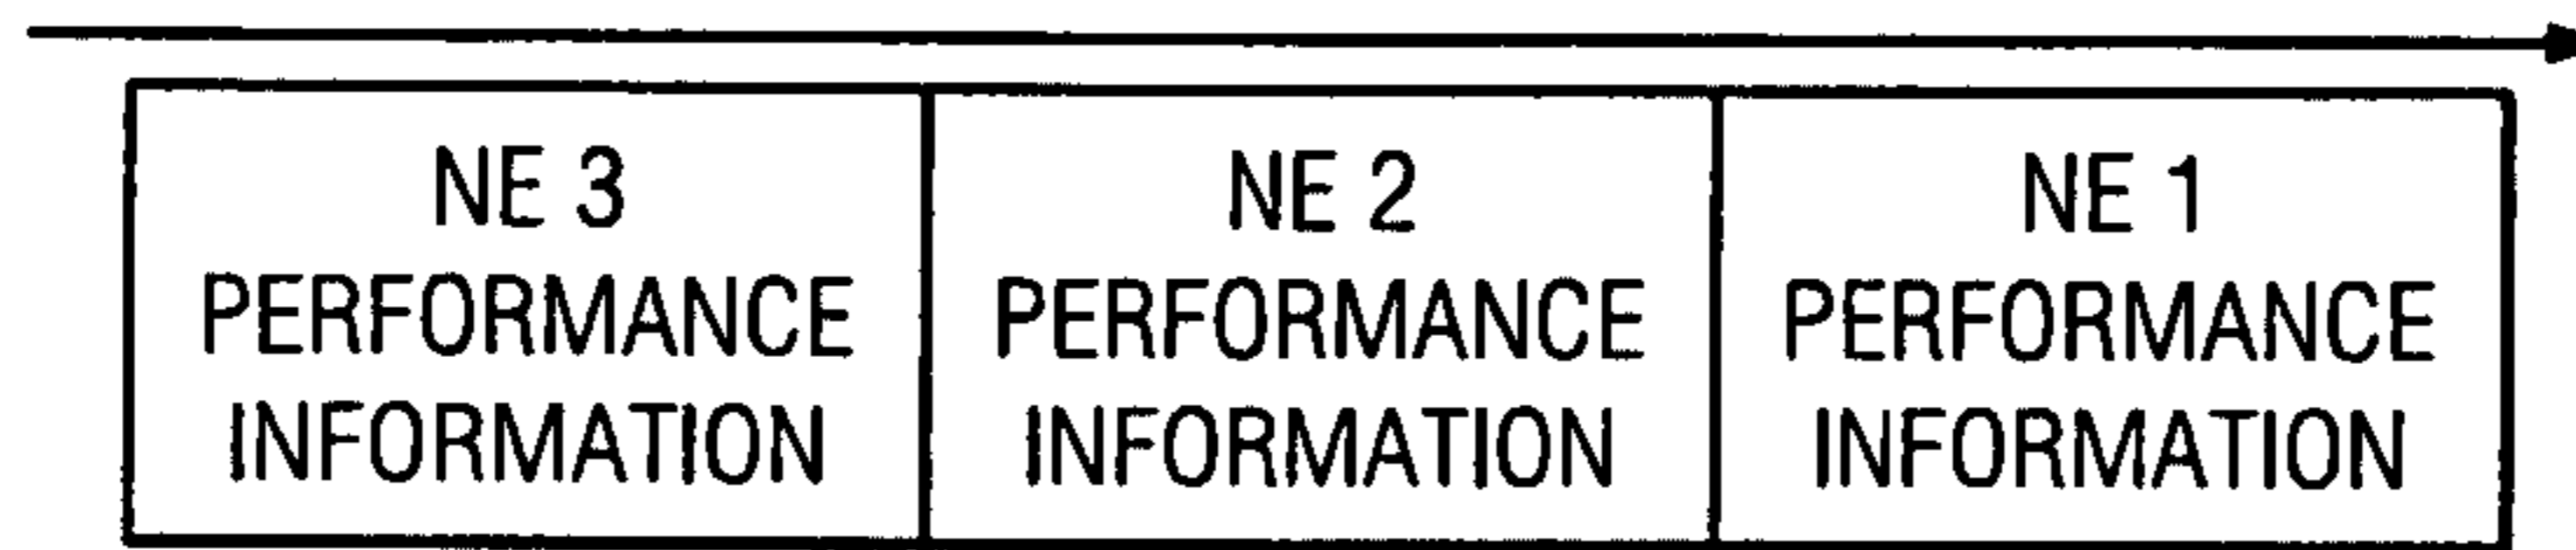 NE 3
PERFORMANCE
INFORMATION
NE 2
PERFORMANCE
INFORMATION
NE 1
PERFORMANCE
INFORMATION